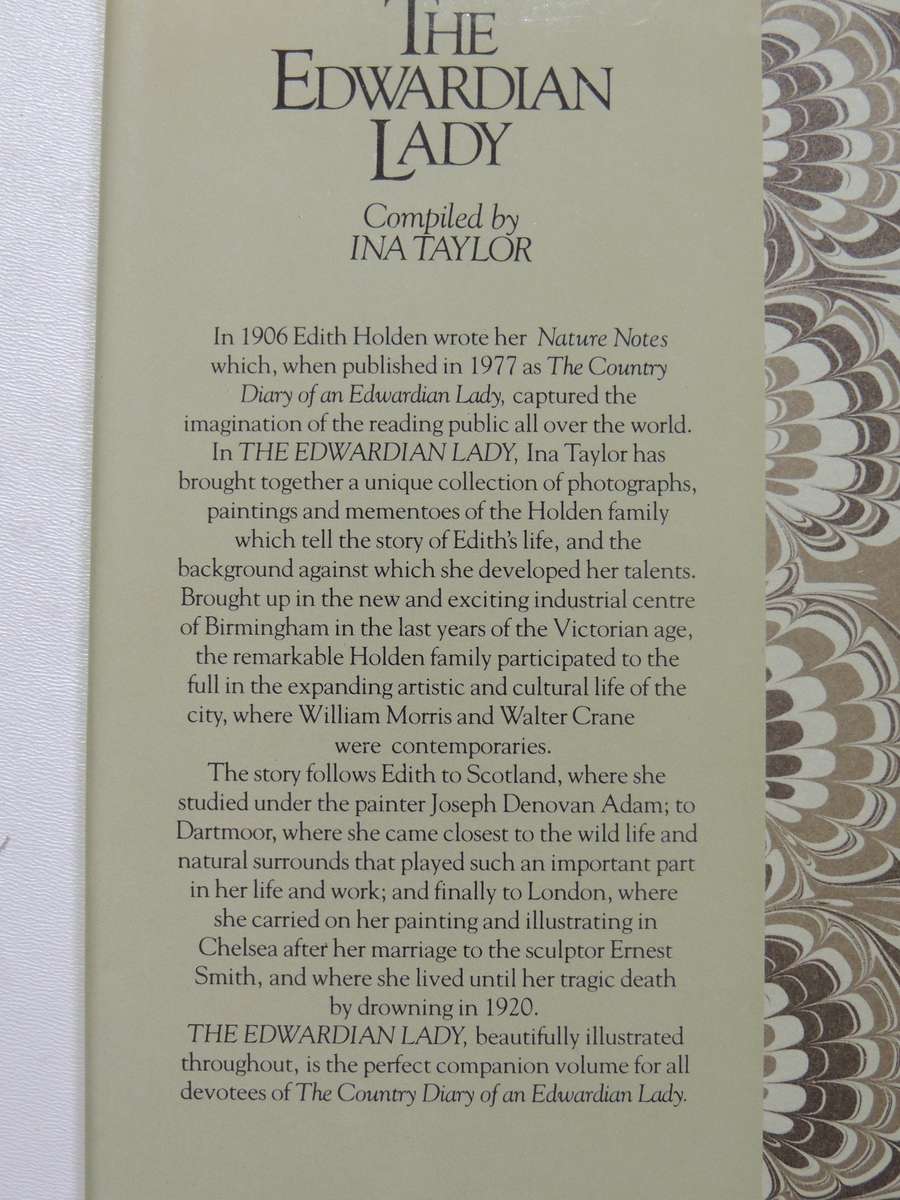 THE
EDWARDIAN
LADY
Compiled by
INA TAYLOR
In 1906 Edith Holden wrote her Nature Notes
which, when published in 1977 as The Country
Diary of an Edwardian Lady, captured the
imagination of the reading public all over the world.
In THE EDWARDIAN LADY, Ina Taylor has
brought together a unique collection of photographs,
paintings and mementoes of the Holden family
which tell the story of Edith's life, and the
background against which she developed her talents.
Brought up in the new and exciting industrial centre
of Birmingham in the last years of the Victorian age,
the remarkable Holden family participated to the
full in the expanding artistic and cultural life of the
city, where William Morris and Walter Crane
were contemporaries.
The story follows Edith to Scotland, where she
studied under the painter Joseph Denovan Adam; to
Dartmoor, where she came closest to the wild life and
natural surrounds that played such an important part
in her life and work; and finally to London, where
she carried on her painting and illustrating in
Chelsea after her marriage to the sculptor Ernest
Smith, and where she lived until her tragic death
by drowning in 1920.
THE EDWARDIAN LADY, beautifully illustrated
throughout, is the perfect companion volume for all
devotees of The Country Diary of an Edwardian Lady.